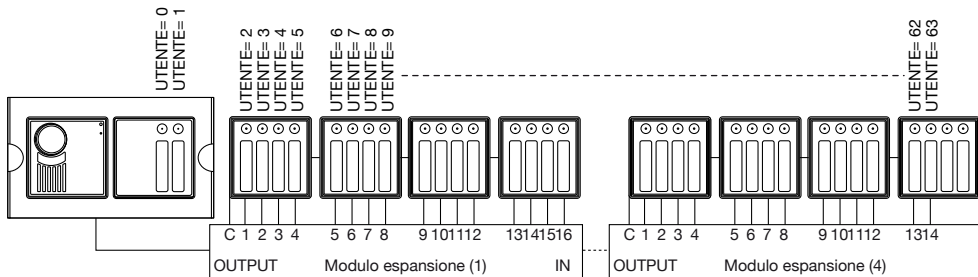 UTENTE= 0
UTENTE= 1
UTENTE= 2
UTENTE= 3
UTENTE= 4
UTENTE= 5
UTENTE= 6
UTENTE= 7
UTENTE= 8
UTENTE= 9
UTENTE= 62
UTENTE= 63
C 1 2 3 4 5 6 7 8 9 10 11 12 13 14 15 16
OUTPUT Modulo espansione (1) IN
C 1 2 3 4 5 6 7 8 9 10 11 12 13 14
OUTPUT Modulo espansione (4)